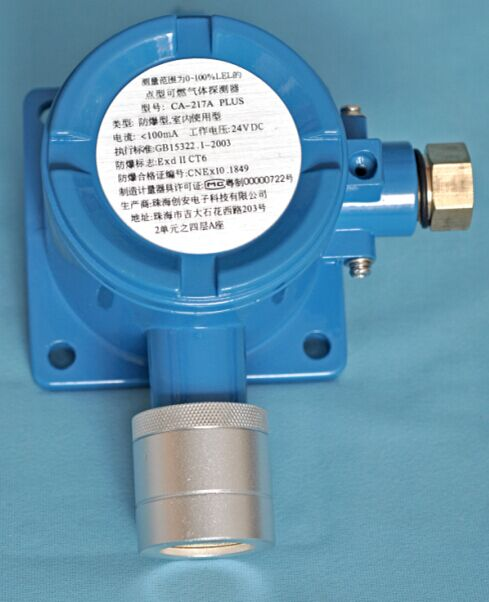 测量范围为0~100%LEL的
点型可燃气体探测器
型号: CA-217A PLUS
类型: 防爆型,室内使用型
电流: <100mA 工作电压:24VDC
执行标准:GB15322.1-2003
防爆标志:Exd II CT6
防爆合格证编号:CNEx10.1849
制造计量器具许可证:MC粤制00000722号
生产商:珠海创安电子科技有限公司
地址:珠海市吉大石花西路203号
2单元之四层A座